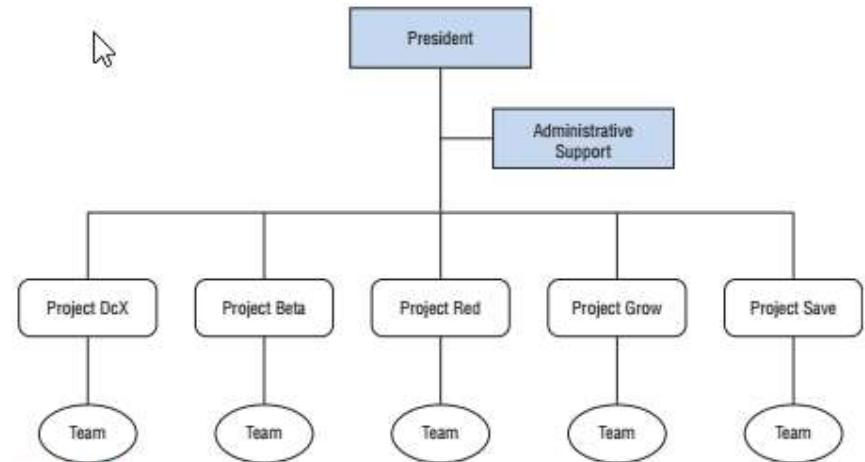 President
Administrative
Support
Project DcX
Project Beta
Project Red
Project Grow
Project Save
Team
Team
Team
Team
Team